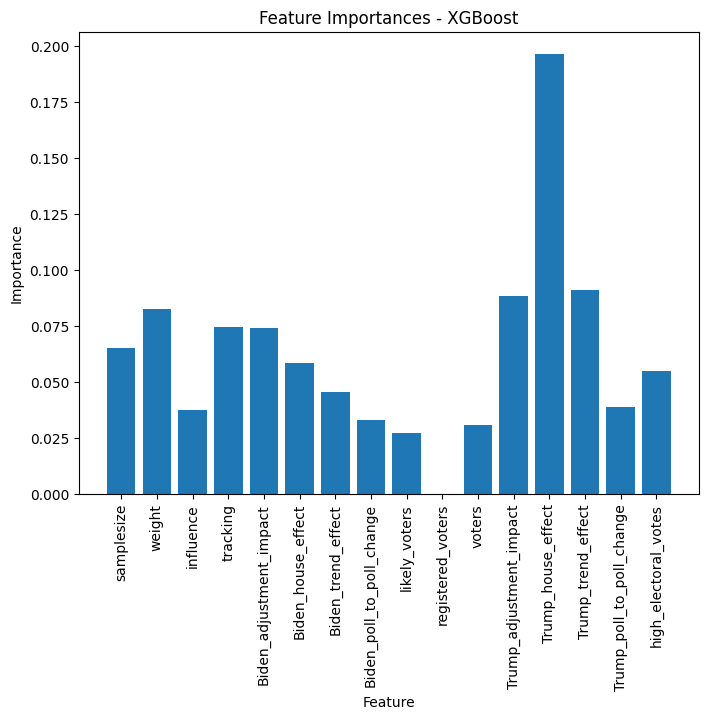 Feature Importances - XGBoost
Importance
0.200
0.175
0.150
0.125
0.100
0.075
0.050
0.025
0.000
samplesize
weight
influence
tracking
Biden_adjustment_impact
Biden_house_effect
Biden_trend_effect
Biden_poll_to_poll_change
likely_voters
registered_voters
voters
Trump_adjustment_impact
Trump_house_effect
Trump_trend_effect
Trump_poll_to_poll_change
high_electoral_votes
Feature